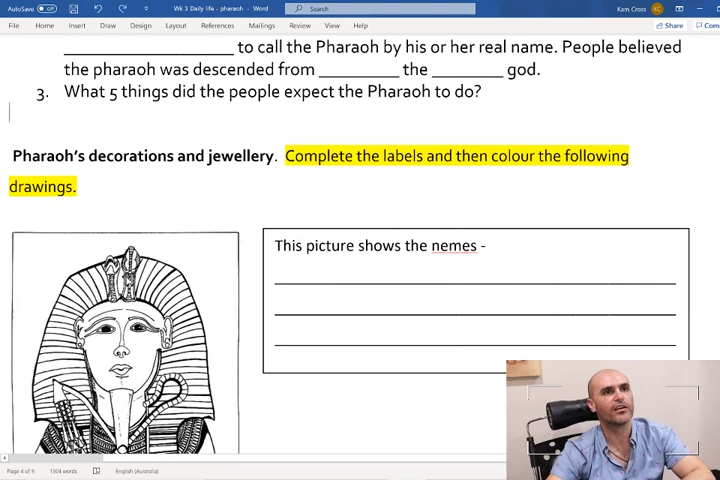 AutoSave Off Wk 3 Daily life - pharaoh - Word Search Kam Cross KC
File Home Insert Draw Design Layout References Mailings Review View Help Share Com
____________________ to call the Pharaoh by his or her real name. People believed
the pharaoh was descended from _________ the ________ god.
3. What 5 things did the people expect the Pharaoh to do?
Pharaoh's decorations and jewellery. Complete the labels and then colour the following
drawings.
This picture shows the nemes -
Page 4 of 9 1304 words English (Australia)